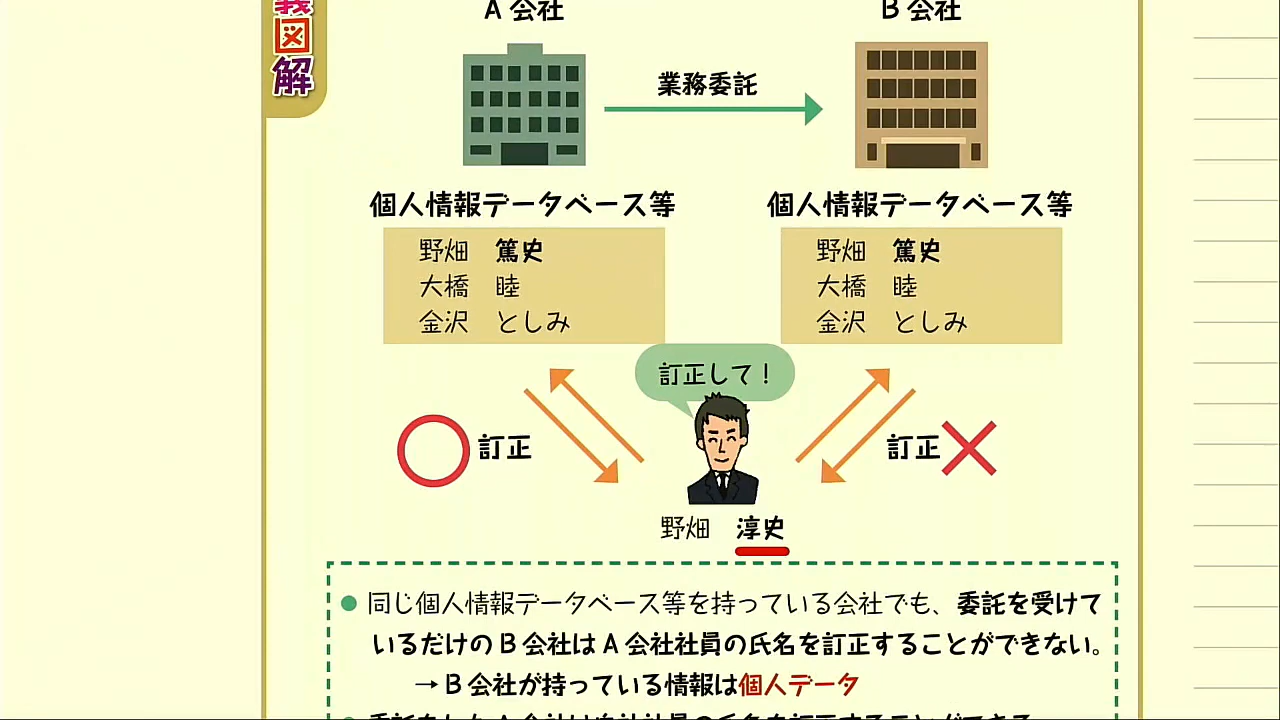 義図解
A 会社
B 会社
業務委託
個人情報データベース等
個人情報データベース等
野畑 篤史
大橋 睦
金沢 としみ
野畑 篤史
大橋 睦
金沢 としみ
訂正して！
訂正
訂正
野畑 淳史
● 同じ個人情報データベース等を持っている会社でも、委託を受けて
いるだけのB会社はA会社社員の氏名を訂正することができない。
→B会社が持っている情報は個人データ